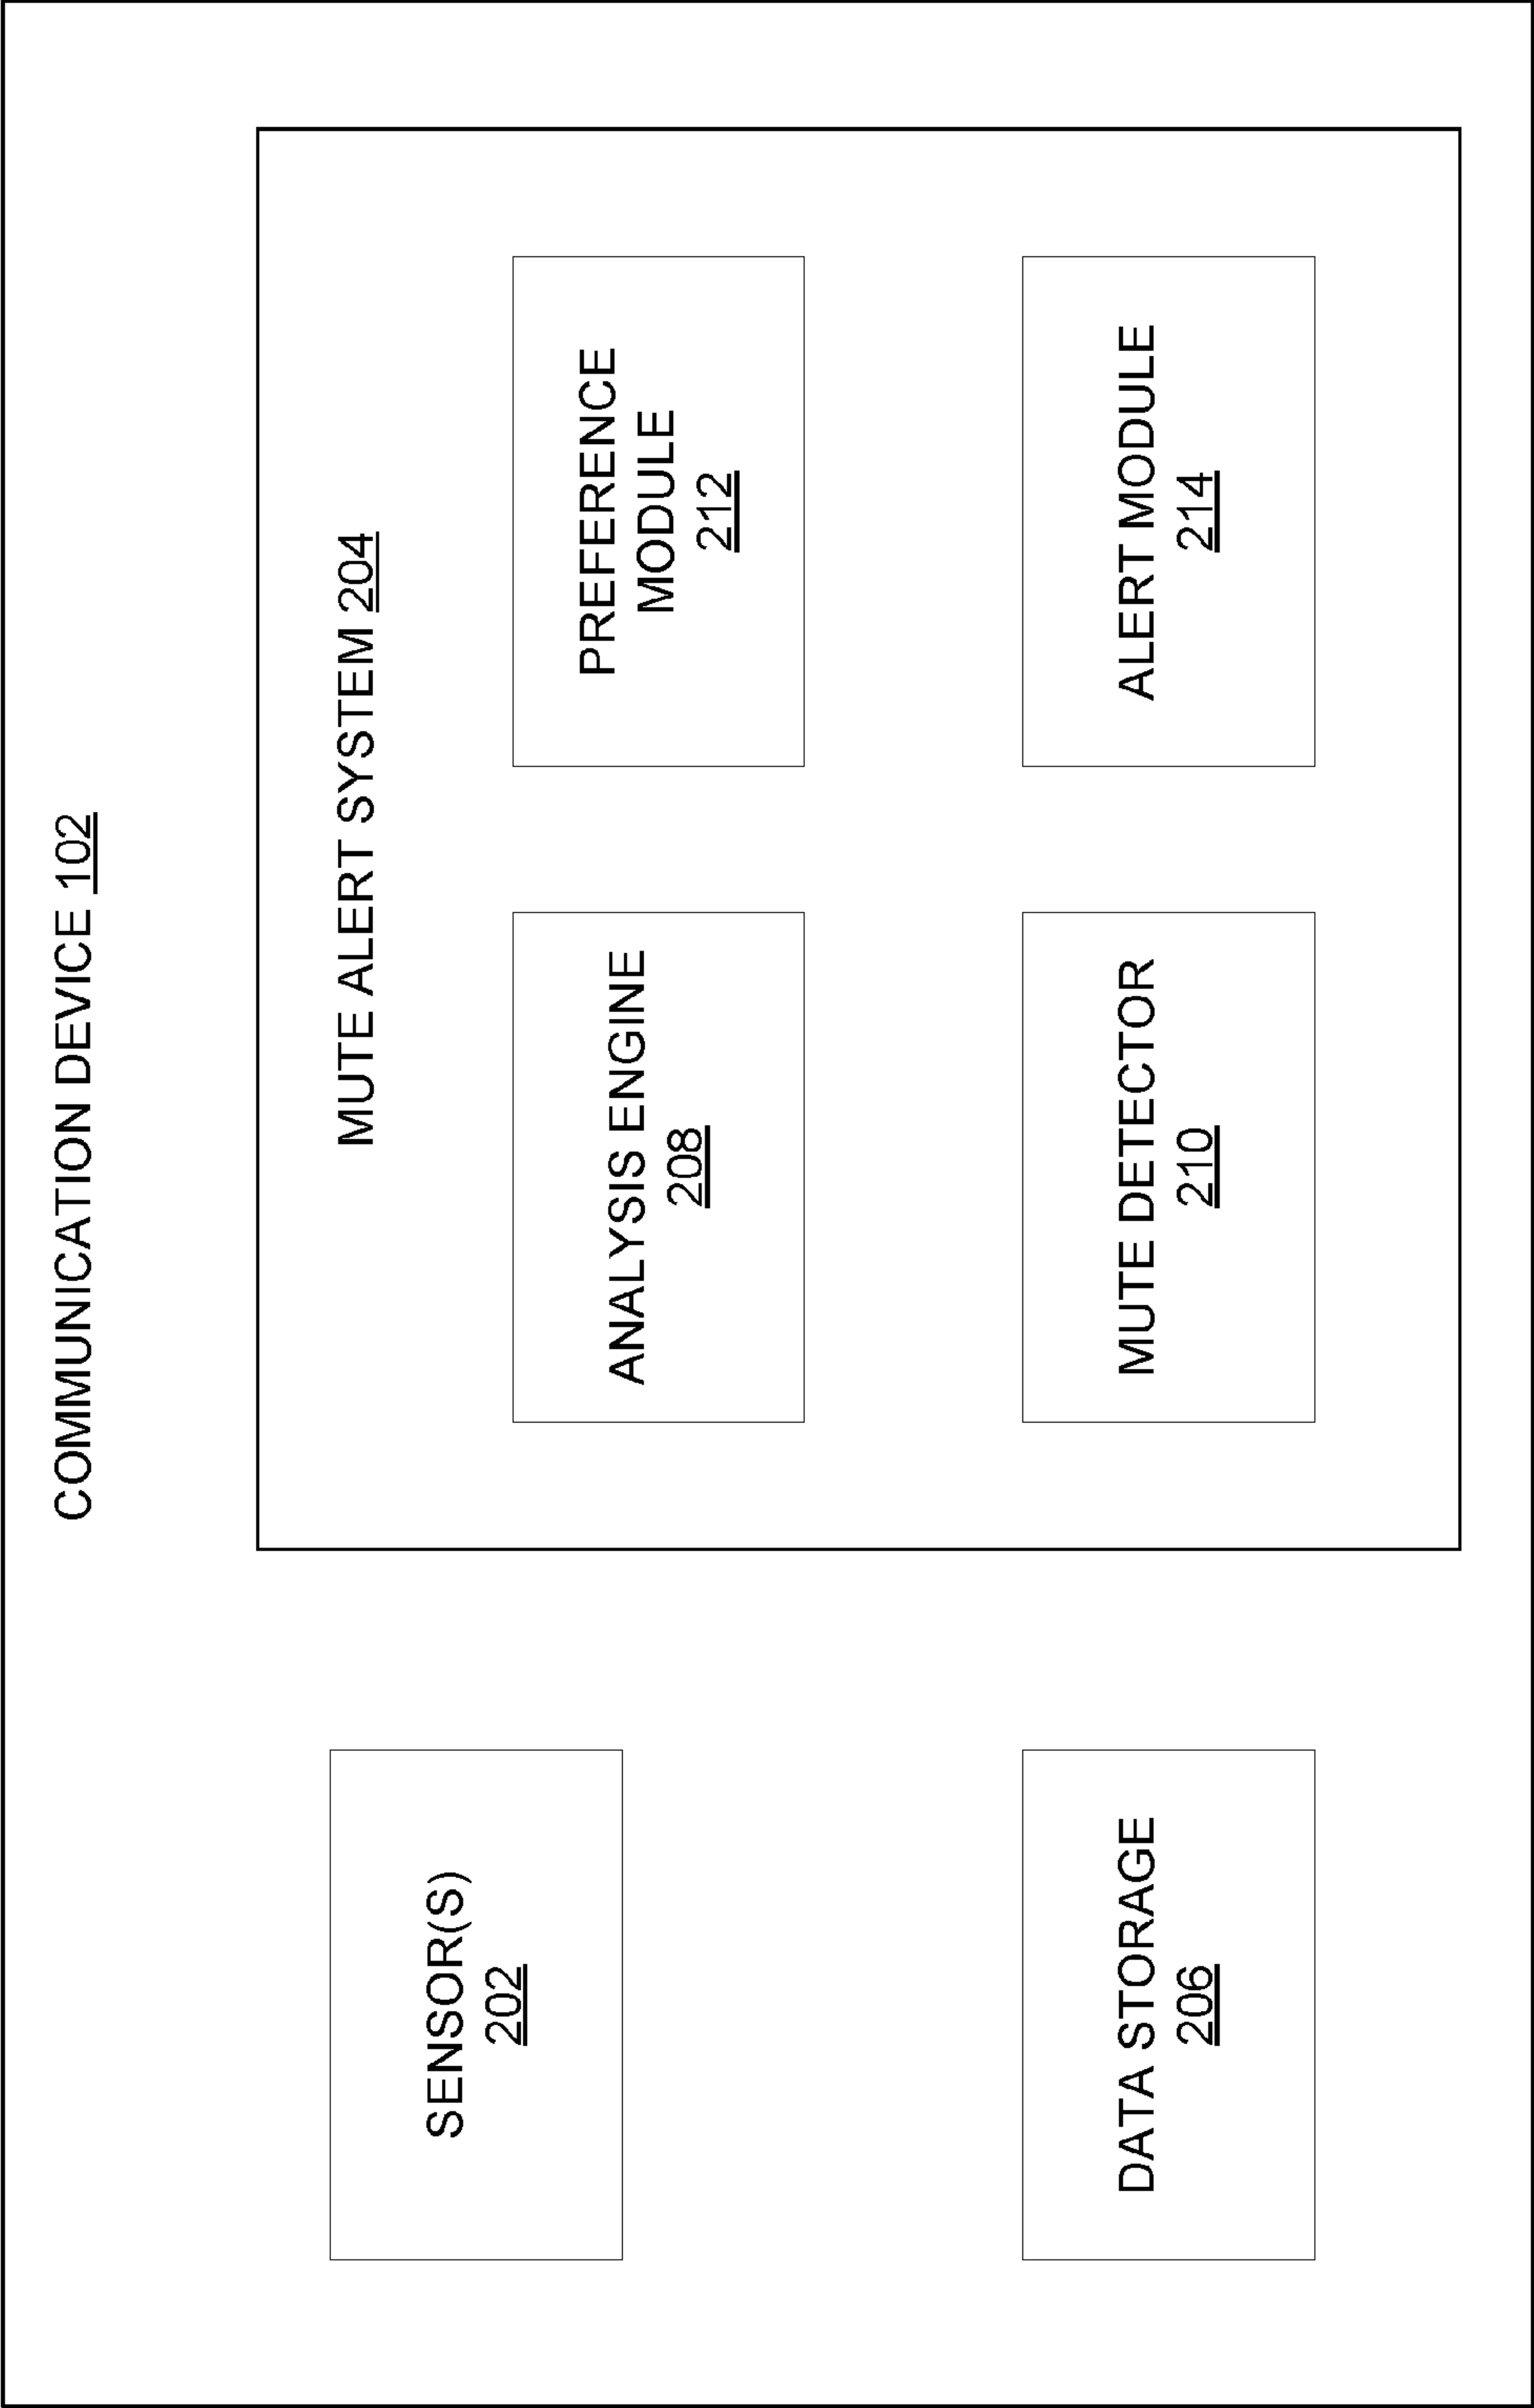 COMMUNICATION DEVICE 102
SENSOR(S)
202
DATA STORAGE
206
MUTE ALERT SYSTEM 204
ANALYSIS ENGINE
208
PREFERENCE
MODULE
212
MUTE DETECTOR
210
ALERT MODULE
214